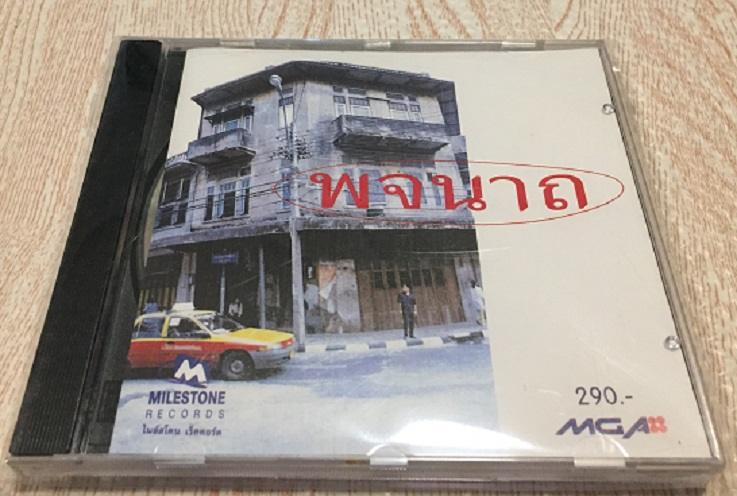 พจนาถ
MILESTONE
RECORDS
ไมล์สโตน เร็คคอร์ด
290.-
MGA